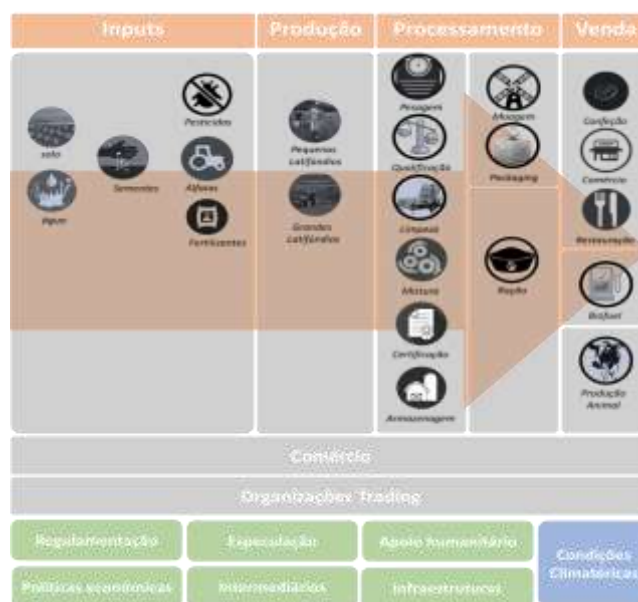 Inputs
Produção
Processamento
Venda
Pesticidas
Solo
Sementes
Água
Alfaias
Fertilizantes
Pequenos
Latifúndios
Grandes
Latifúndios
Pesagem
Qualificação
Limpeza
Mistura
Certificação
Armazenagem
Moagem
Packaging
Ração
Confeção
Comércio
Restauração
Biofuel
Produção
Animal
Comércio
Organizações Trading
Regulamentação
Especulação
Apoio humanitário
Políticas económicas
Intermediários
Infraestruturas
Condições
Climatéricas